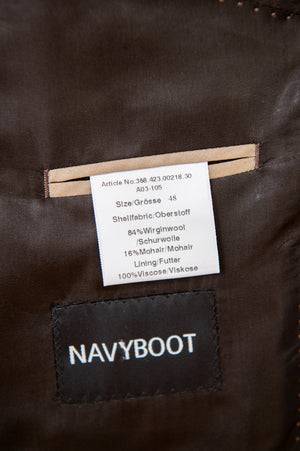 Article No:366.423.00218.30
A03-105
Size/Grösse 48
Shellfabric/Oberstoff
84%Wirginwool
/Schurwolle
16%Mohair/Mohair
Lining/Futter
100%Viscose/Viskose
NAVYBOOT